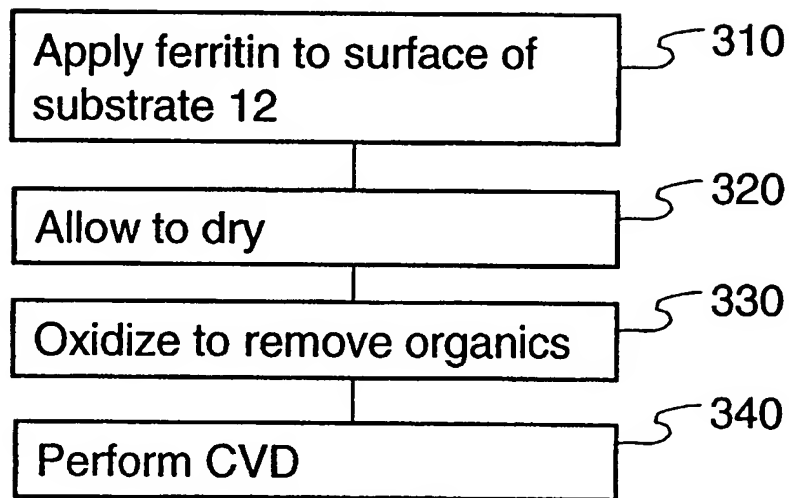 Apply ferritin to surface of
substrate 12
310
Allow to dry
320
Oxidize to remove organics
330
Perform CVD
340